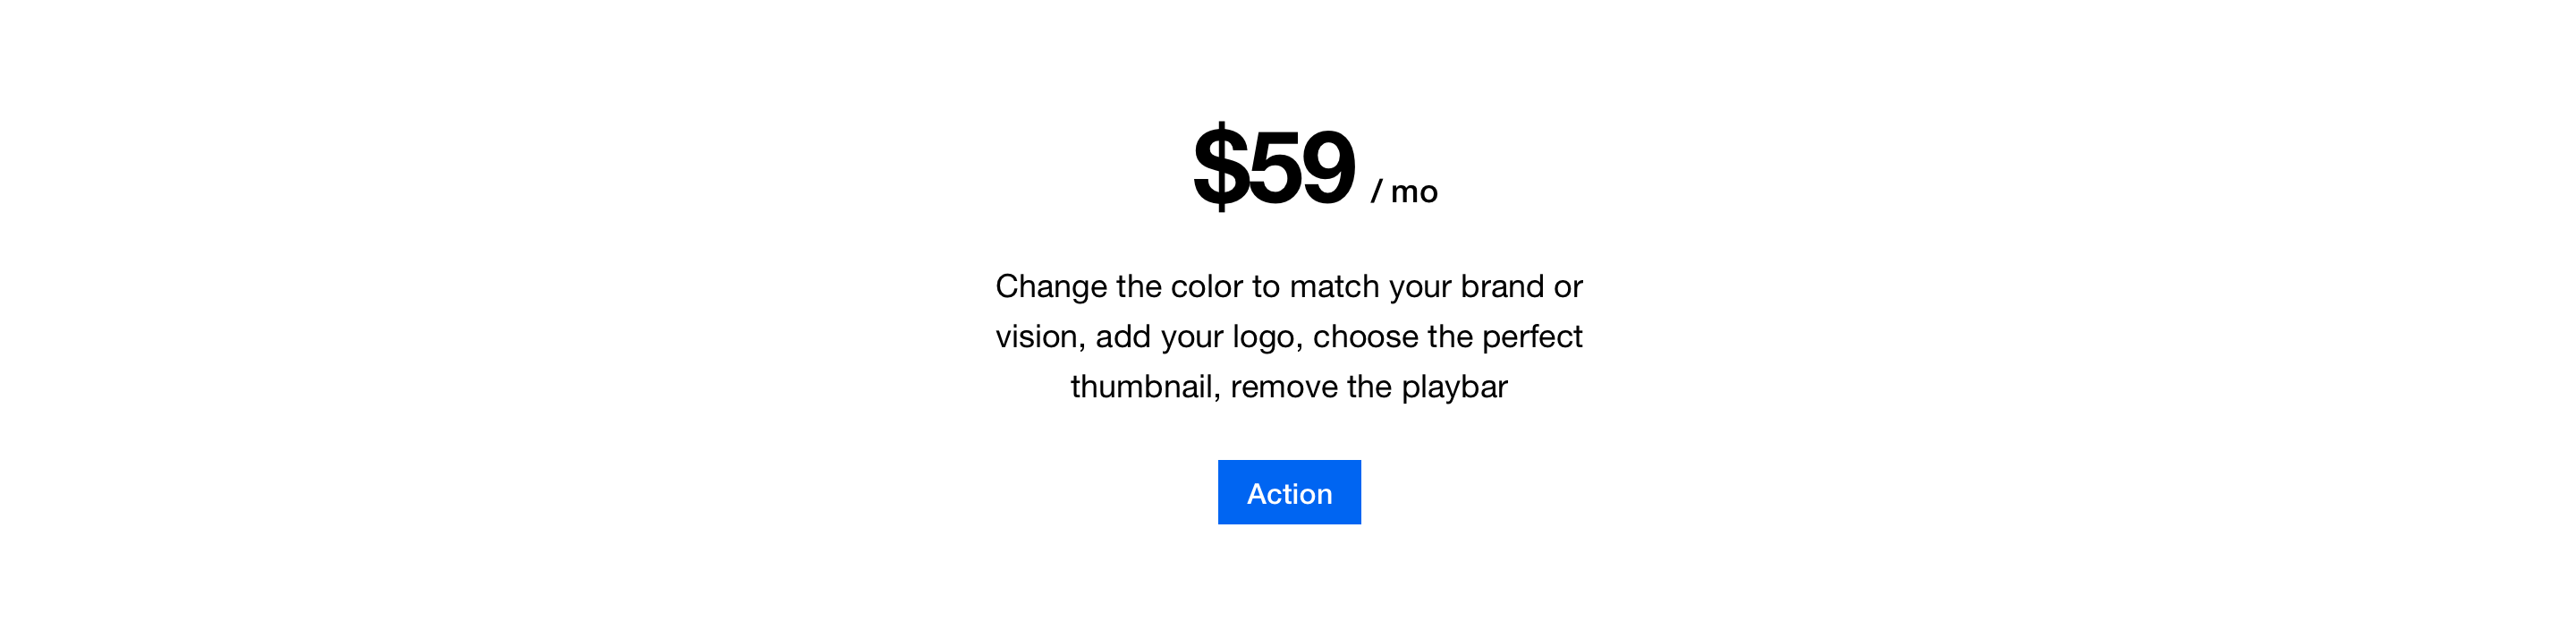 $59 / mo
Change the color to match your brand or
vision, add your logo, choose the perfect
thumbnail, remove the playbar
Action